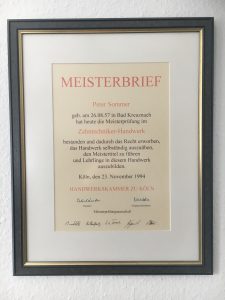 MEISTERBRIEF
Peter Sommer
geb. am 26.08.57 in Bad Kreuznach
hat heute die Meisterprüfung im
Zahntechniker-Handwerk
bestanden und dadurch das Recht erworben,
das Handwerk selbständig auszuüben,
den Meistertitel zu führen
und Lehrlinge in diesem Handwerk
auszubilden.
Köln, den 23. November 1994
HANDWERKSKAMMER ZU KÖLN